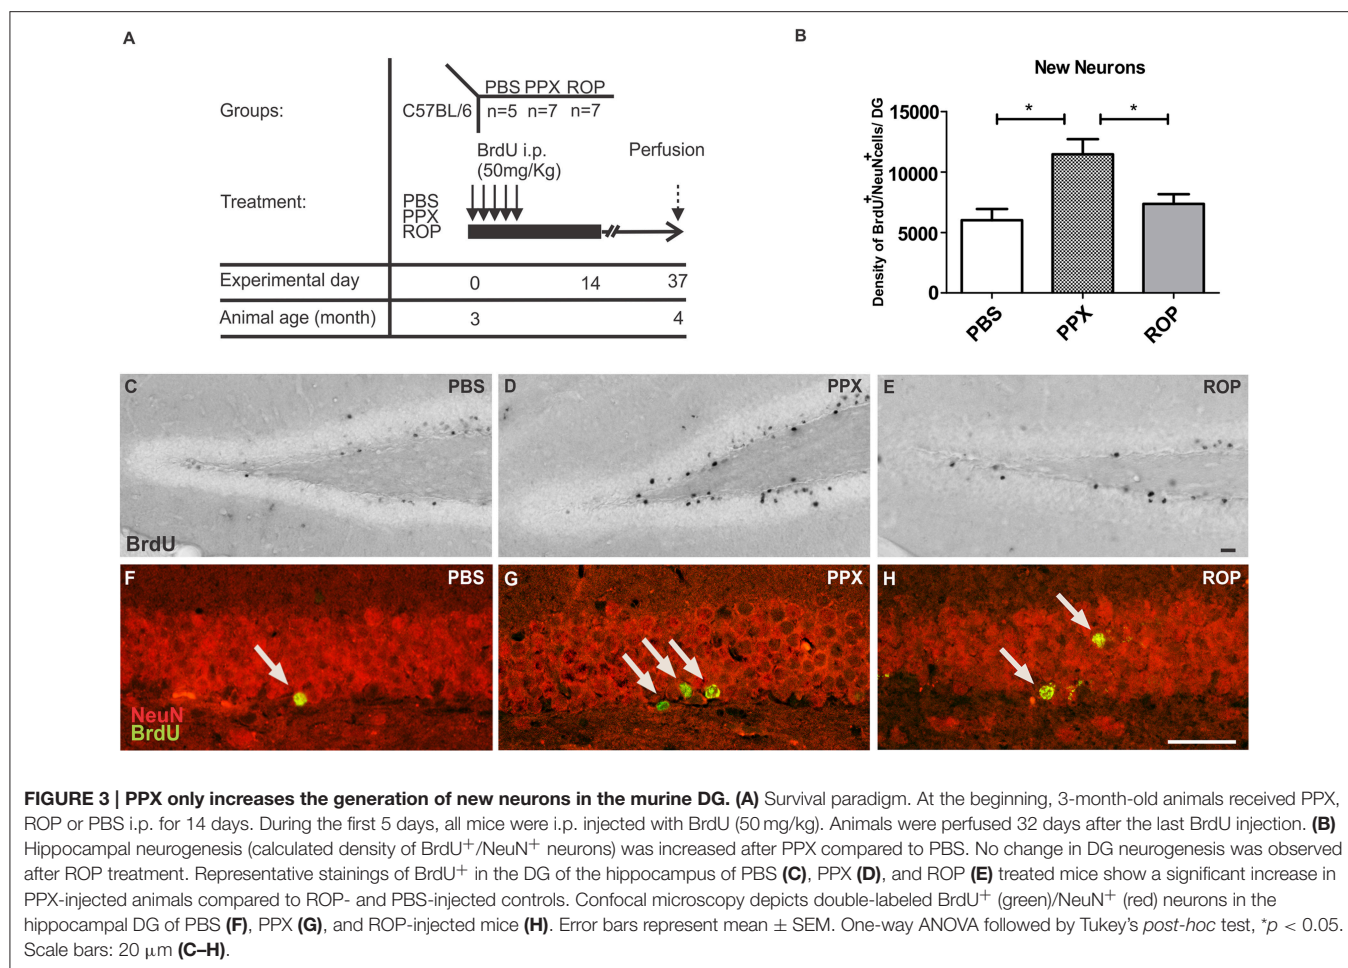 A
Groups:
PBS PPX ROP
C57BL/6 n=5 n=7 n=7
BrdU i.p.
(50mg/Kg)
Perfusion
Treatment:
PBS
PPX
ROP
Experimental day 0 14 37
Animal age (month) 3 4
B
New Neurons
Density of BrdU+/NeuN+cells/ DG
15000
10000
5000
0
* *
PBS PPX ROP
C PBS
BrdU
D PPX
E ROP
F PBS
NeuN
BrdU
G PPX
H ROP
FIGURE 3 | PPX only increases the generation of new neurons in the murine DG. (A) Survival paradigm. At the beginning, 3-month-old animals received PPX,
ROP or PBS i.p. for 14 days. During the first 5 days, all mice were i.p. injected with BrdU (50 mg/kg). Animals were perfused 32 days after the last BrdU injection. (B)
Hippocampal neurogenesis (calculated density of BrdU+/NeuN+ neurons) was increased after PPX compared to PBS. No change in DG neurogenesis was observed
after ROP treatment. Representative stainings of BrdU+ in the DG of the hippocampus of PBS (C), PPX (D), and ROP (E) treated mice show a significant increase in
PPX-injected animals compared to ROP- and PBS-injected controls. Confocal microscopy depicts double-labeled BrdU+ (green)/NeuN+ (red) neurons in the
hippocampal DG of PBS (F), PPX (G), and ROP-injected mice (H). Error bars represent mean ± SEM. One-way ANOVA followed by Tukey's post-hoc test, *p < 0.05.
Scale bars: 20 μm (C–H).